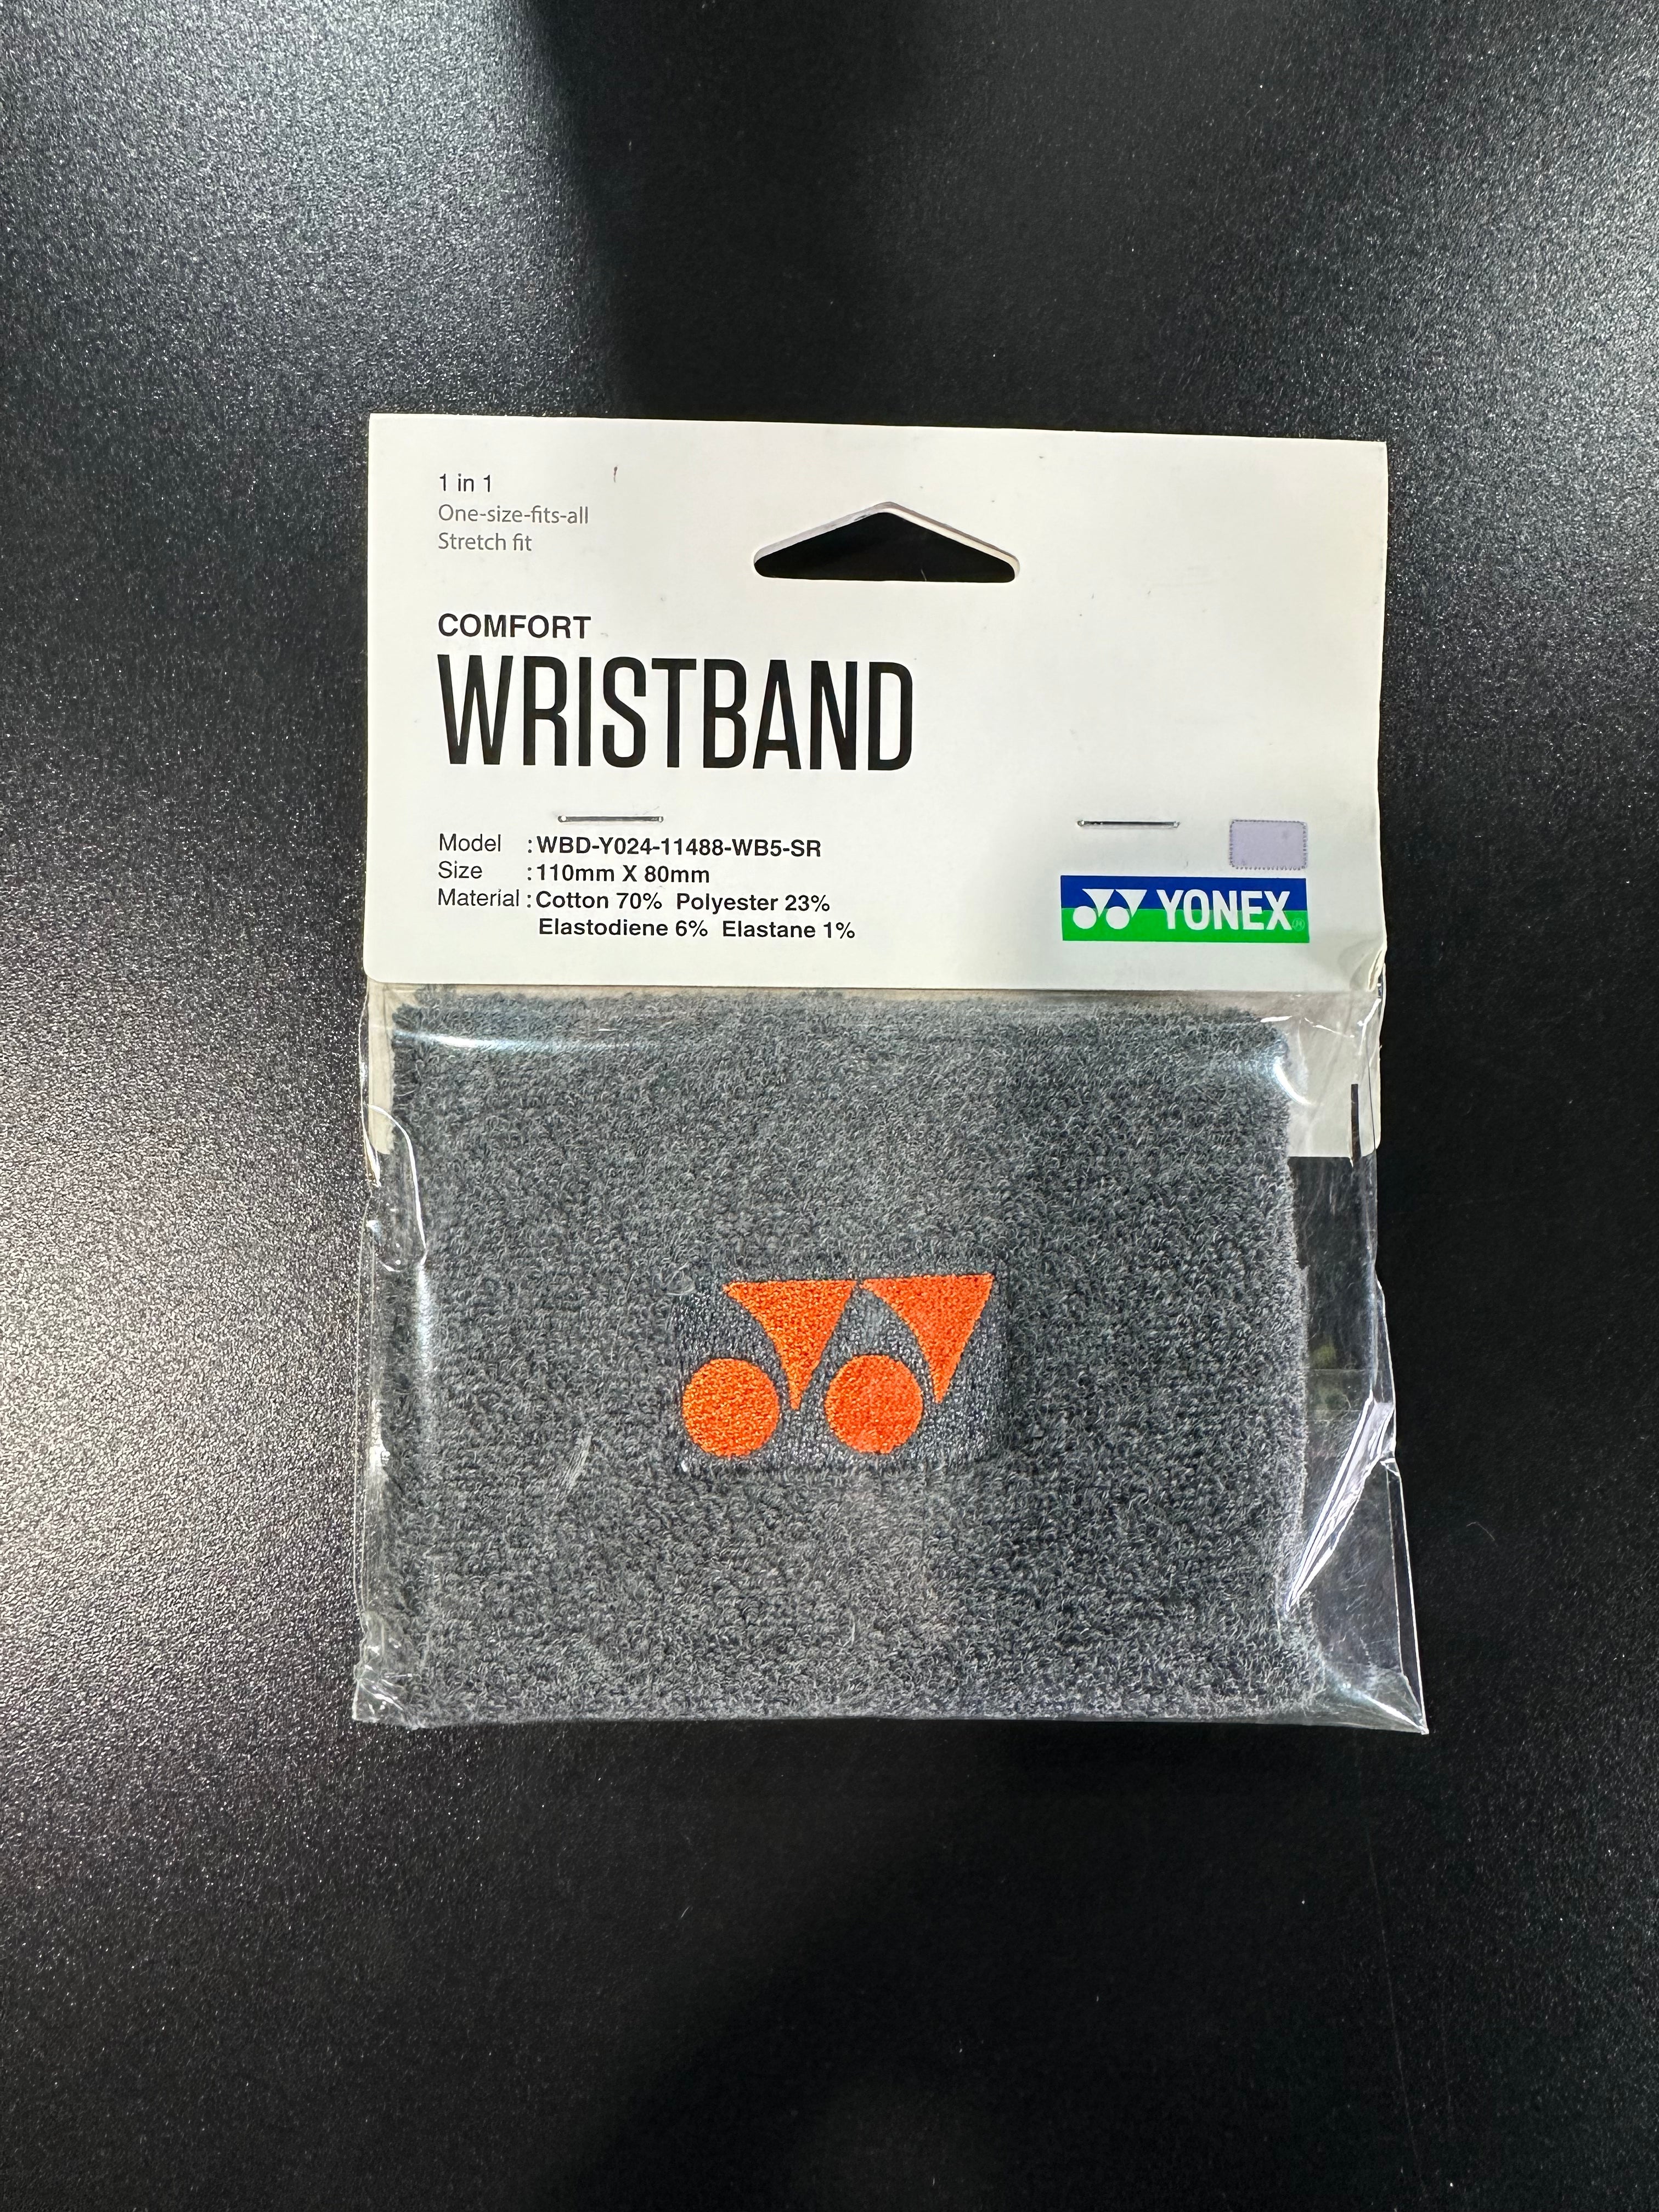 1 in 1
One-size-fits-all
Stretch fit
COMFORT
WRISTBAND
Model : WBD-Y024-11488-WB5-SR
Size : 110mm X 80mm
Material : Cotton 70% Polyester 23%
Elastodiene 6% Elastane 1%
YONEX®